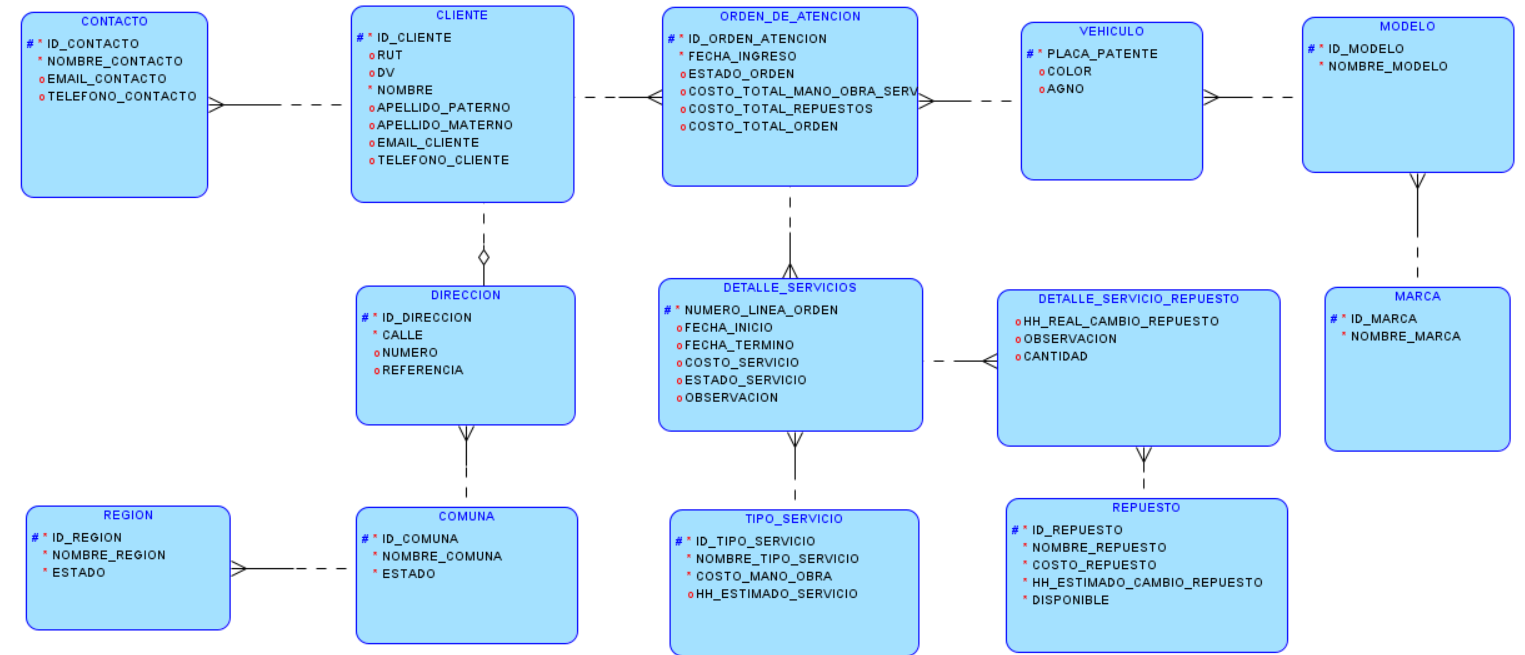 CONTACTO
# * ID_CONTACTO
* NOMBRE_CONTACTO
o EMAIL_CONTACTO
o TELEFONO_CONTACTO
CLIENTE
# * ID_CLIENTE
o RUT
o DV
* NOMBRE
o APELLIDO_PATERNO
o APELLIDO_MATERNO
o EMAIL_CLIENTE
o TELEFONO_CLIENTE
ORDEN_DE_ATENCION
# * ID_ORDEN_ATENCION
* FECHA_INGRESO
o ESTADO_ORDEN
o COSTO_TOTAL_MANO_OBRA_SERV
o COSTO_TOTAL_REPUESTOS
o COSTO_TOTAL_ORDEN
VEHICULO
# * PLACA_PATENTE
o COLOR
o AGNO
MODELO
# * ID_MODELO
* NOMBRE_MODELO
DIRECCION
# * ID_DIRECCION
* CALLE
o NUMERO
o REFERENCIA
DETALLE_SERVICIOS
# * NUMERO_LINEA_ORDEN
o FECHA_INICIO
o FECHA_TERMINO
o COSTO_SERVICIO
o ESTADO_SERVICIO
o OBSERVACION
DETALLE_SERVICIO_REPUESTO
o HH_REAL_CAMBIO_REPUESTO
o OBSERVACION
o CANTIDAD
MARCA
# * ID_MARCA
* NOMBRE_MARCA
REGION
# * ID_REGION
* NOMBRE_REGION
* ESTADO
COMUNA
# * ID_COMUNA
* NOMBRE_COMUNA
* ESTADO
TIPO_SERVICIO
# * ID_TIPO_SERVICIO
* NOMBRE_TIPO_SERVICIO
* COSTO_MANO_OBRA
o HH_ESTIMADO_SERVICIO
REPUESTO
# * ID_REPUESTO
* NOMBRE_REPUESTO
* COSTO_REPUESTO
* HH_ESTIMADO_CAMBIO_REPUESTO
* DISPONIBLE